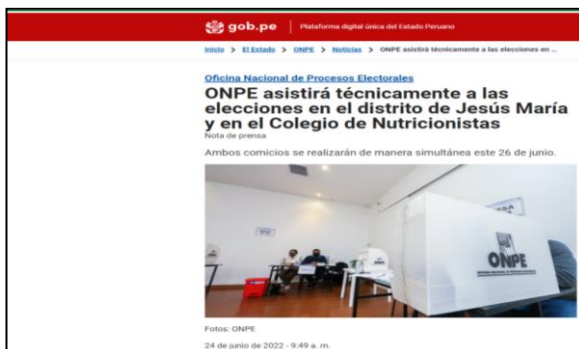 gob.pe | Plataforma digital única del Estado Peruano
Inicio > El Estado > ONPE > Noticias > ONPE asistirá técnicamente a las elecciones en ...
Oficina Nacional de Procesos Electorales
ONPE asistirá técnicamente a las
elecciones en el distrito de Jesús María
y en el Colegio de Nutricionistas
Nota de prensa
Ambos comicios se realizarán de manera simultánea este 26 de junio.
ONPE
Fotos: ONPE
24 de junio de 2022 - 9:49 a. m.